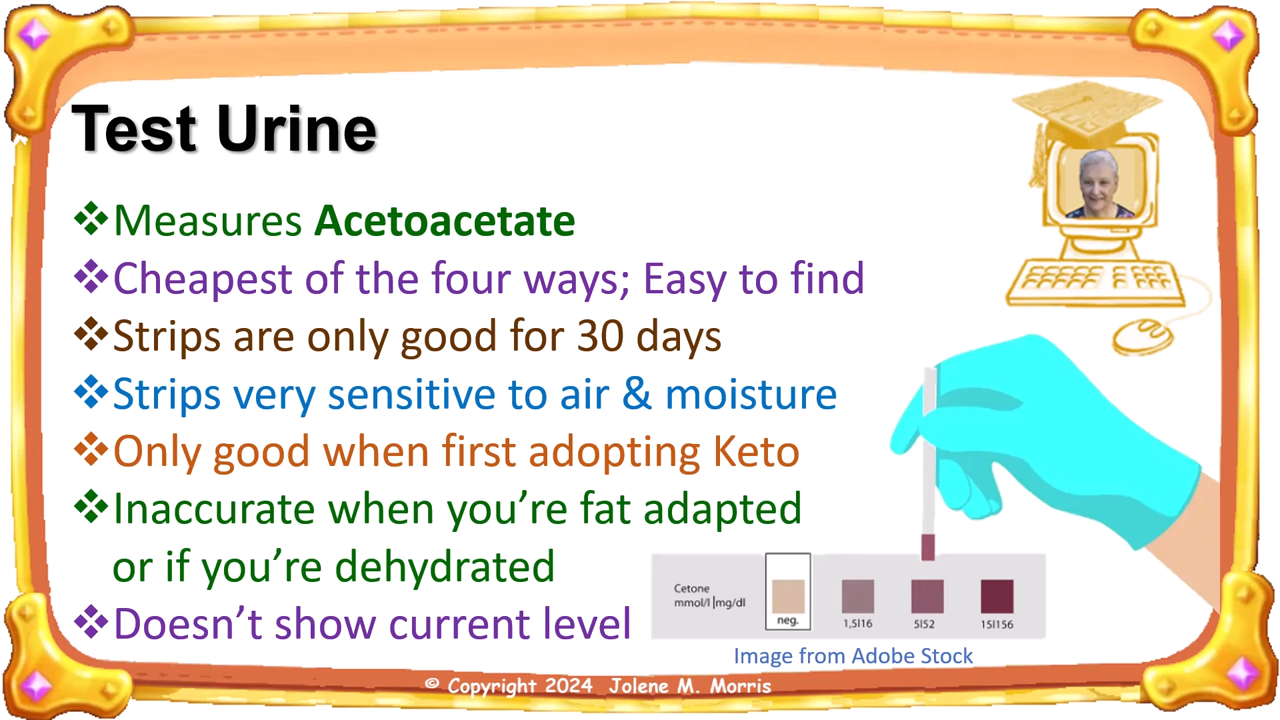 Test Urine
❖Measures Acetoacetate
❖Cheapest of the four ways; Easy to find
❖Strips are only good for 30 days
❖Strips very sensitive to air & moisture
❖Only good when first adopting Keto
❖Inaccurate when you’re fat adapted
or if you’re dehydrated
❖Doesn’t show current level
Cetone
mmol/l |mg/dl
neg.
1,5|16
5|52
15|156
Image from Adobe Stock
© Copyright 2024 Jolene M. Morris